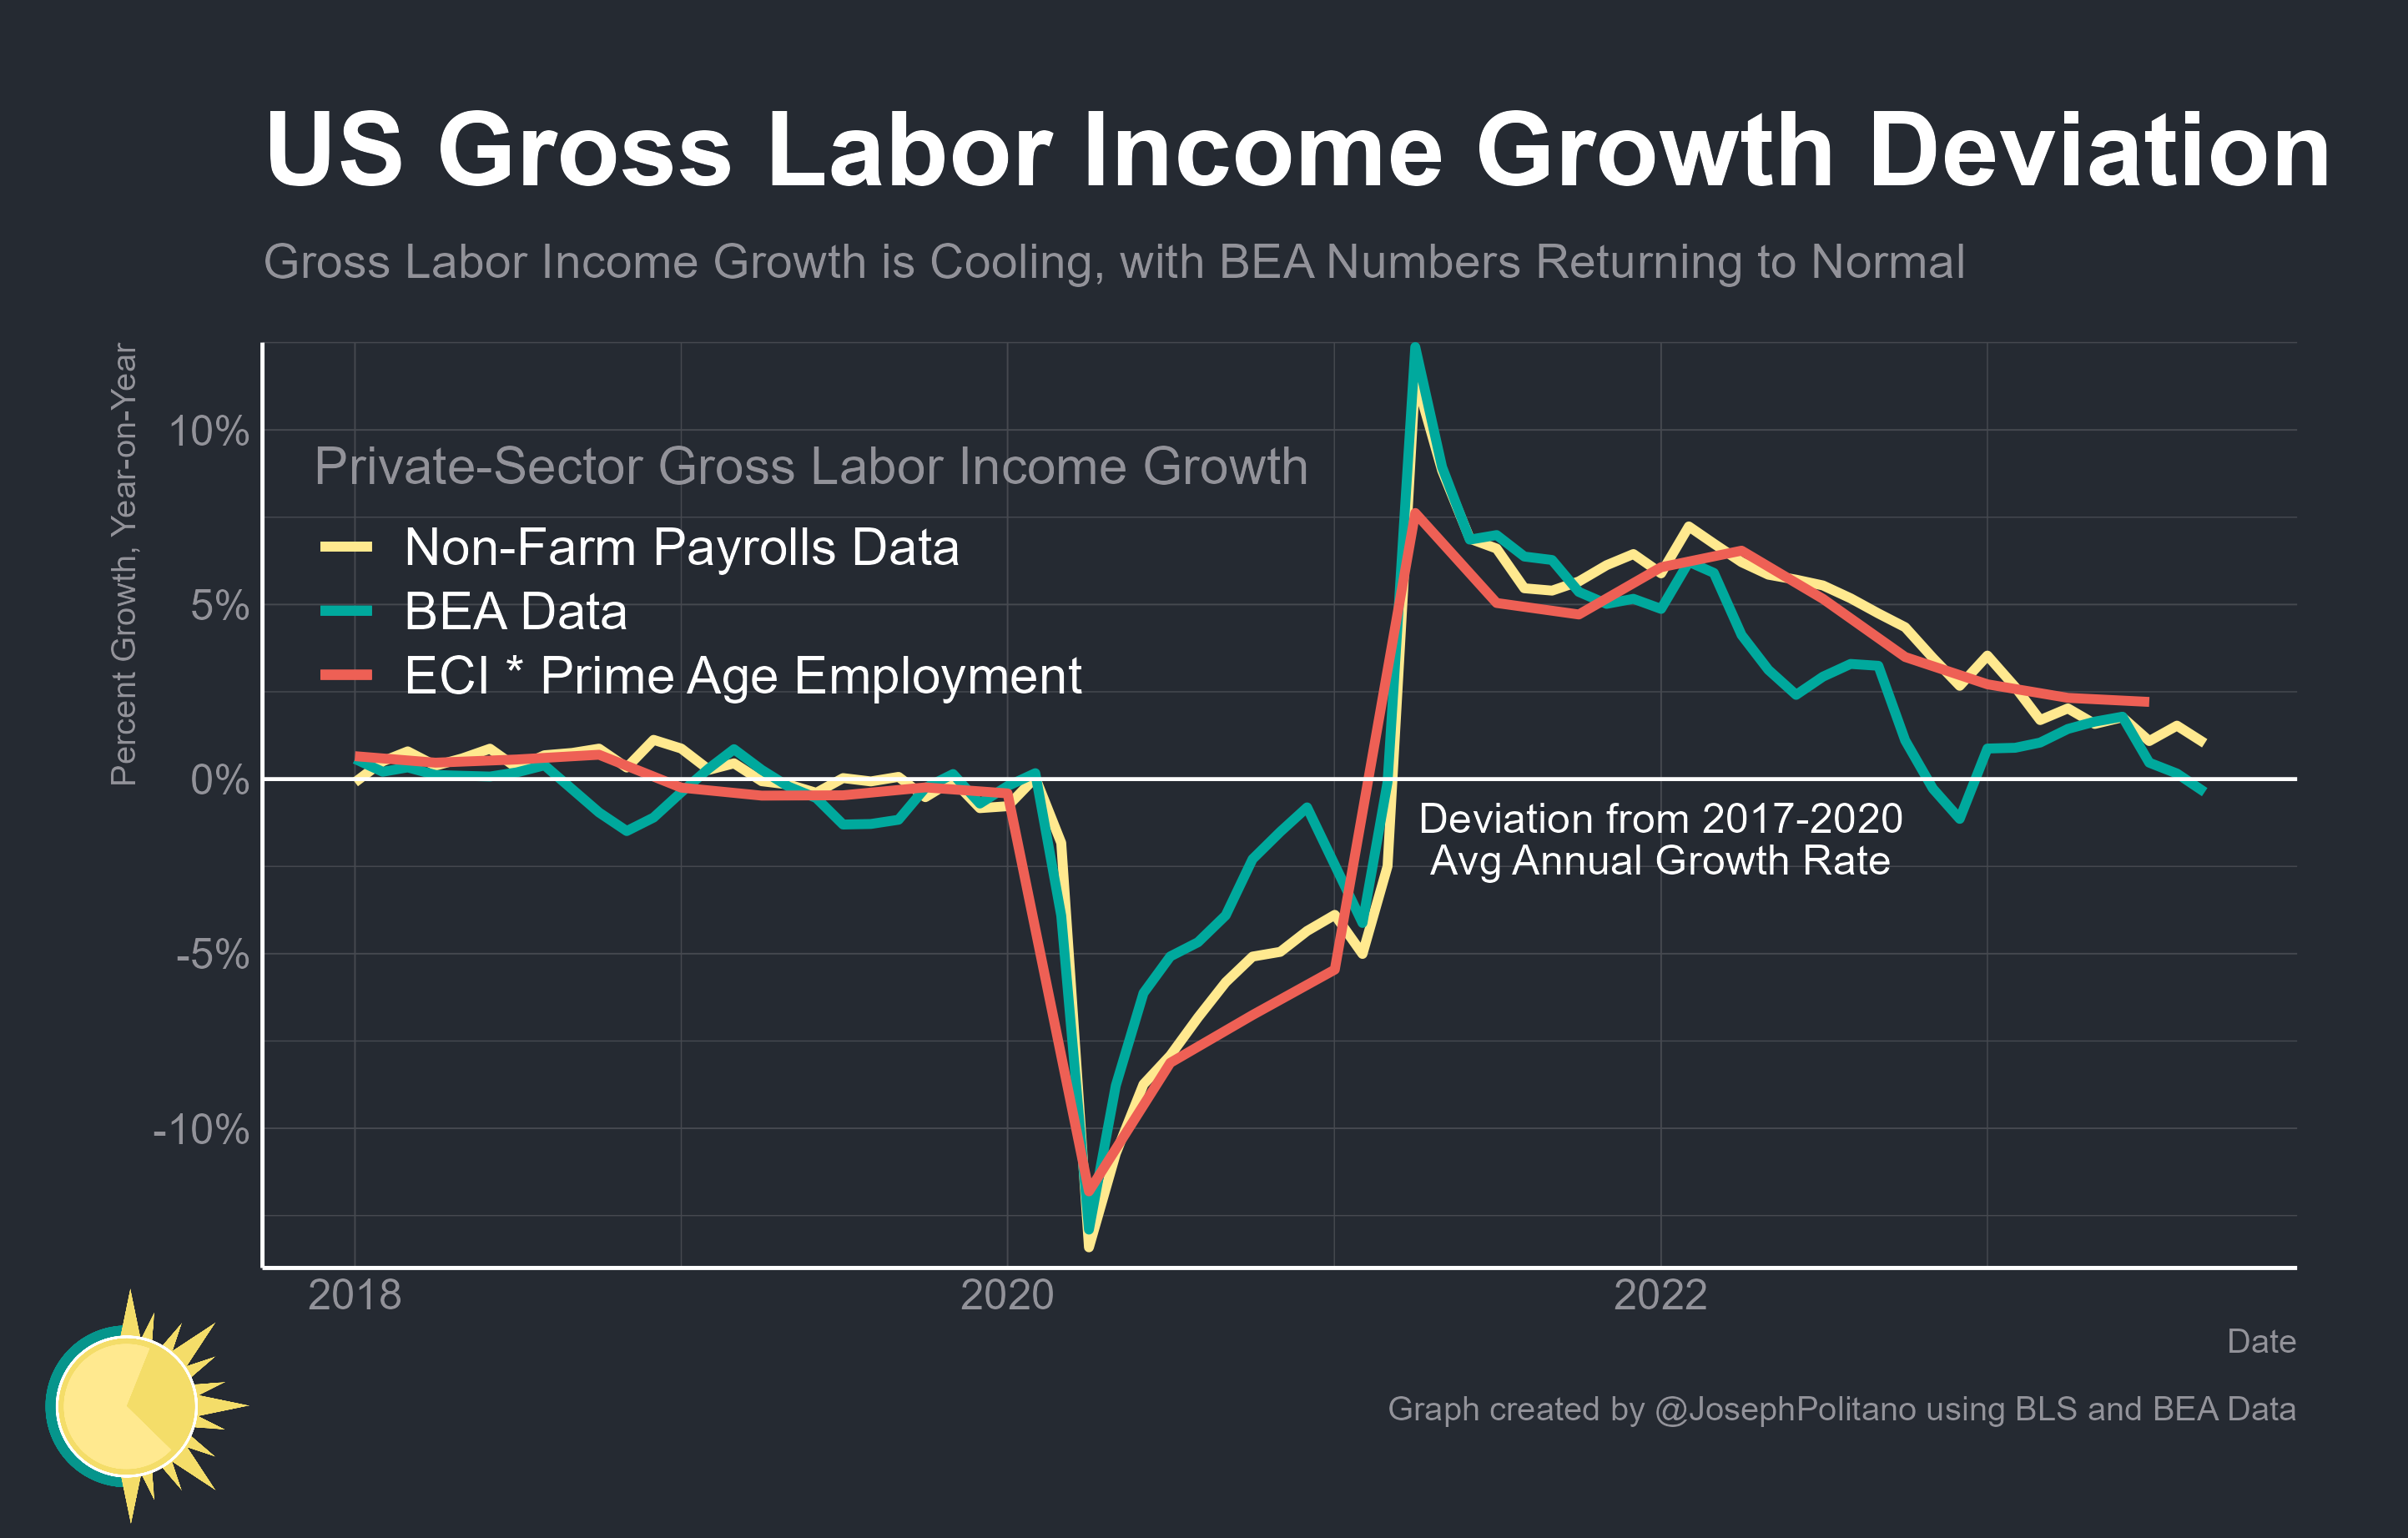 US Gross Labor Income Growth Deviation
Gross Labor Income Growth is Cooling, with BEA Numbers Returning to Normal
Percent Growth, Year-on-Year
10%
5%
0%
-5%
-10%
Private-Sector Gross Labor Income Growth
Non-Farm Payrolls Data
BEA Data
ECI * Prime Age Employment
Deviation from 2017-2020
Avg Annual Growth Rate
2018
2020
2022
Date
Graph created by @JosephPolitano using BLS and BEA Data